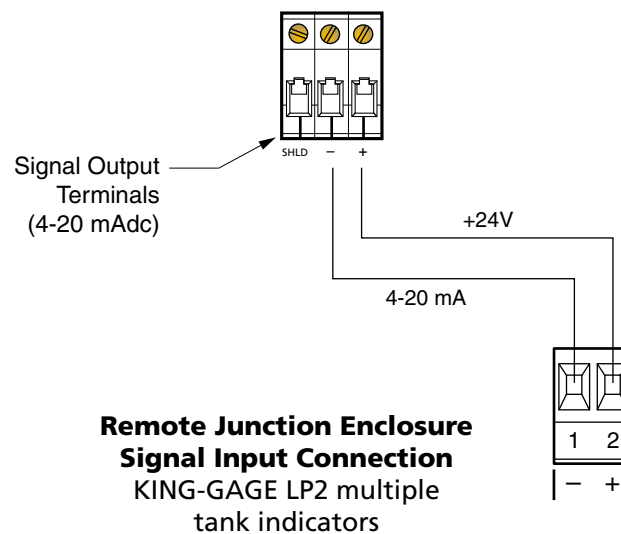 SHLD − +
Signal Output
Terminals
(4-20 mAdc)
+24V
4-20 mA
Remote Junction Enclosure
Signal Input Connection
KING-GAGE LP2 multiple
tank indicators
1 2
− +